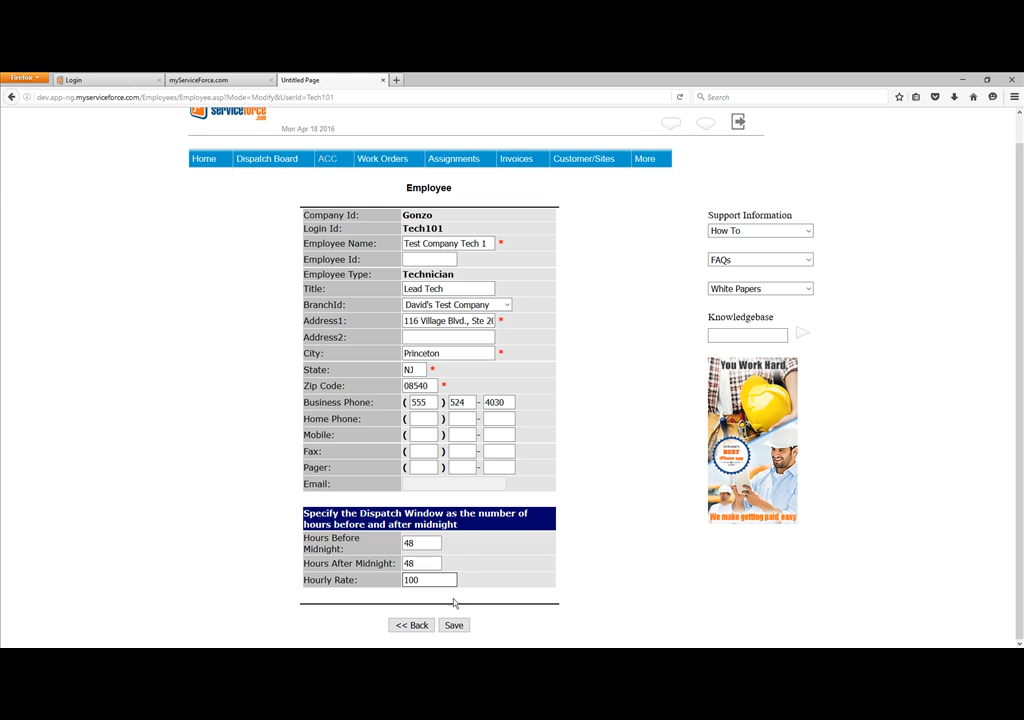 Firefox
Login
myServiceForce.com
Untitled Page
dev.app-ng.myserviceforce.com/Employees/Employee.asp?Mode=Modify&UserId=Tech101
Search
serviceforce
.com
Mon Apr 18 2016
Home
Dispatch Board
ACC
Work Orders
Assignments
Invoices
Customer/Sites
More
Employee
Company Id: Gonzo
Login Id: Tech101
Employee Name: Test Company Tech 1 *
Employee Id:
Employee Type: Technician
Title: Lead Tech
BranchId: David's Test Company
Address1: 116 Village Blvd., Ste 20 *
Address2:
City: Princeton *
State: NJ *
Zip Code: 08540 *
Business Phone: ( 555 ) 524 - 4030
Home Phone: ( ) -
Mobile: ( ) -
Fax: ( ) -
Pager: ( ) -
Email:
Specify the Dispatch Window as the number of
hours before and after midnight
Hours Before
Midnight: 48
Hours After Midnight: 48
Hourly Rate: 100
<< Back
Save
Support Information
How To
FAQs
White Papers
Knowledgebase
You Work Hard,
BEST
iPhone app
We make getting paid easy